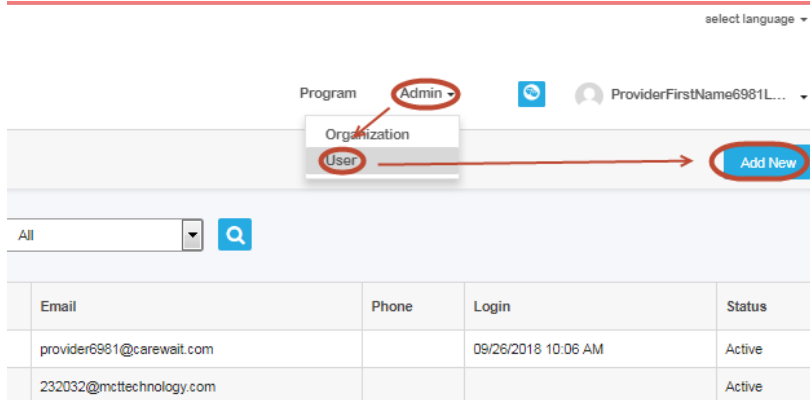 select language
Program Admin ProviderFirstName6981L...
Organization
User
Add New
All
Email Phone Login Status
provider6981@carewait.com 09/26/2018 10:06 AM Active
232032@mcttechnology.com Active